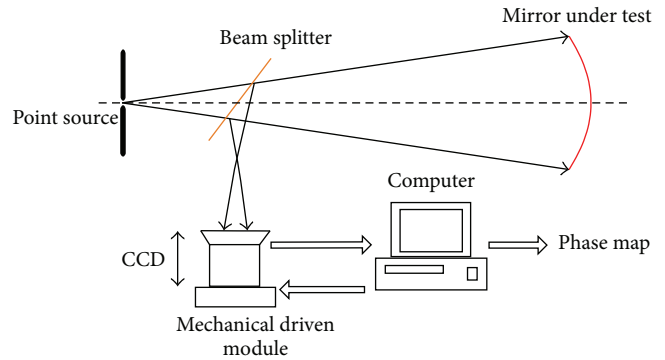 Mirror under test
Beam splitter
Point source
Computer
CCD
Phase map
Mechanical driven
module